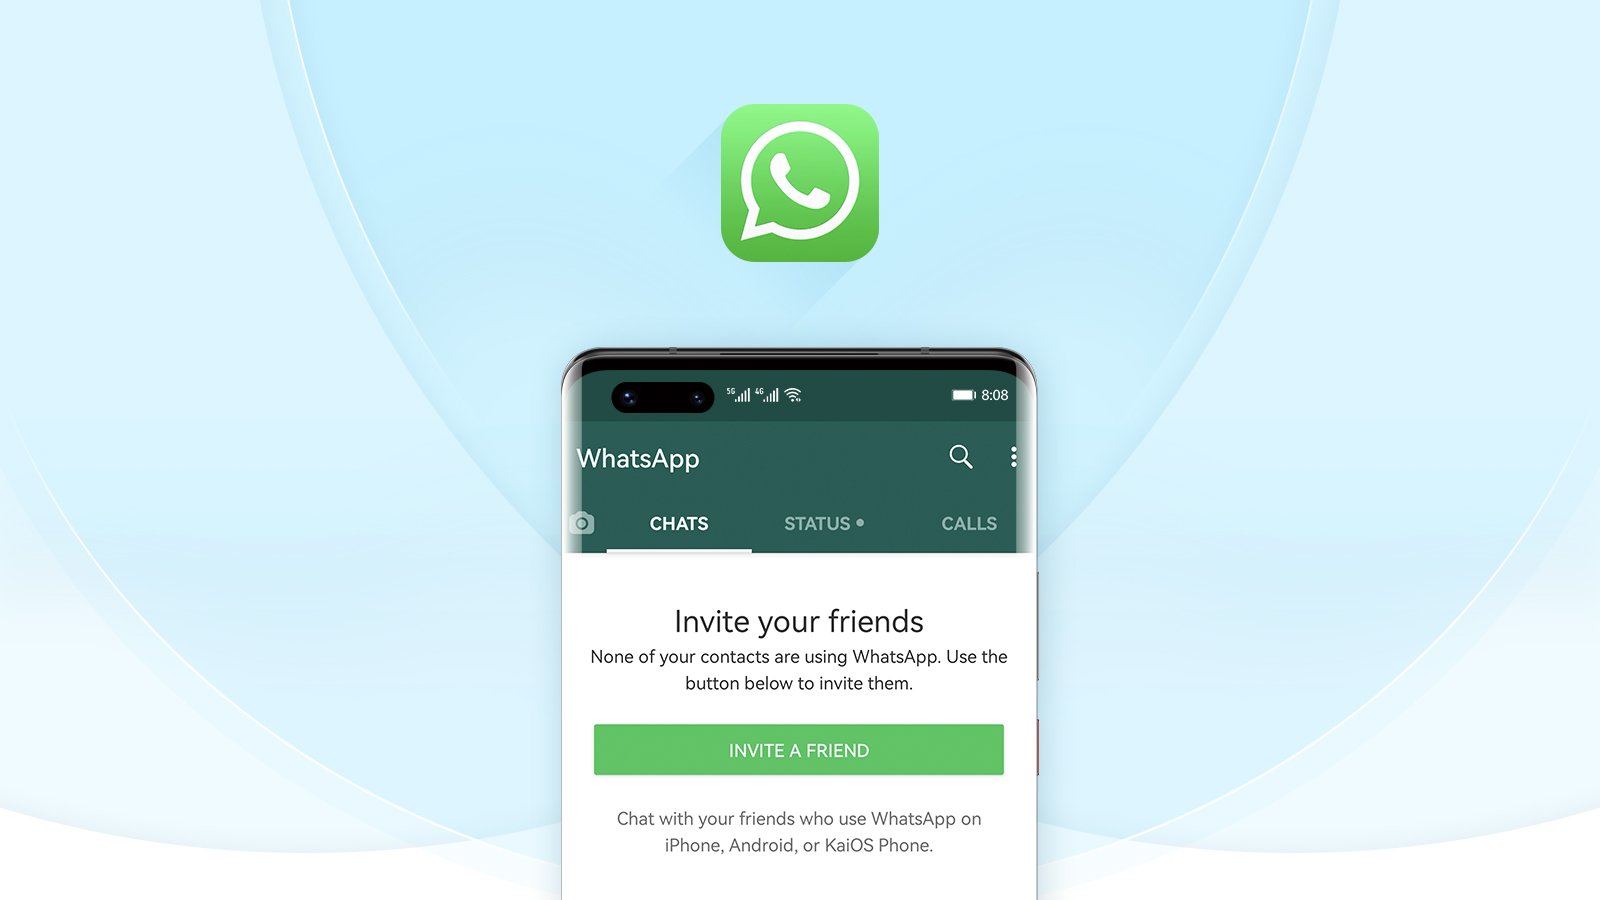 5G 4G 8:08
WhatsApp
CHATS STATUS CALLS
Invite your friends
None of your contacts are using WhatsApp. Use the
button below to invite them.
INVITE A FRIEND
Chat with your friends who use WhatsApp on
iPhone, Android, or KaiOS Phone.